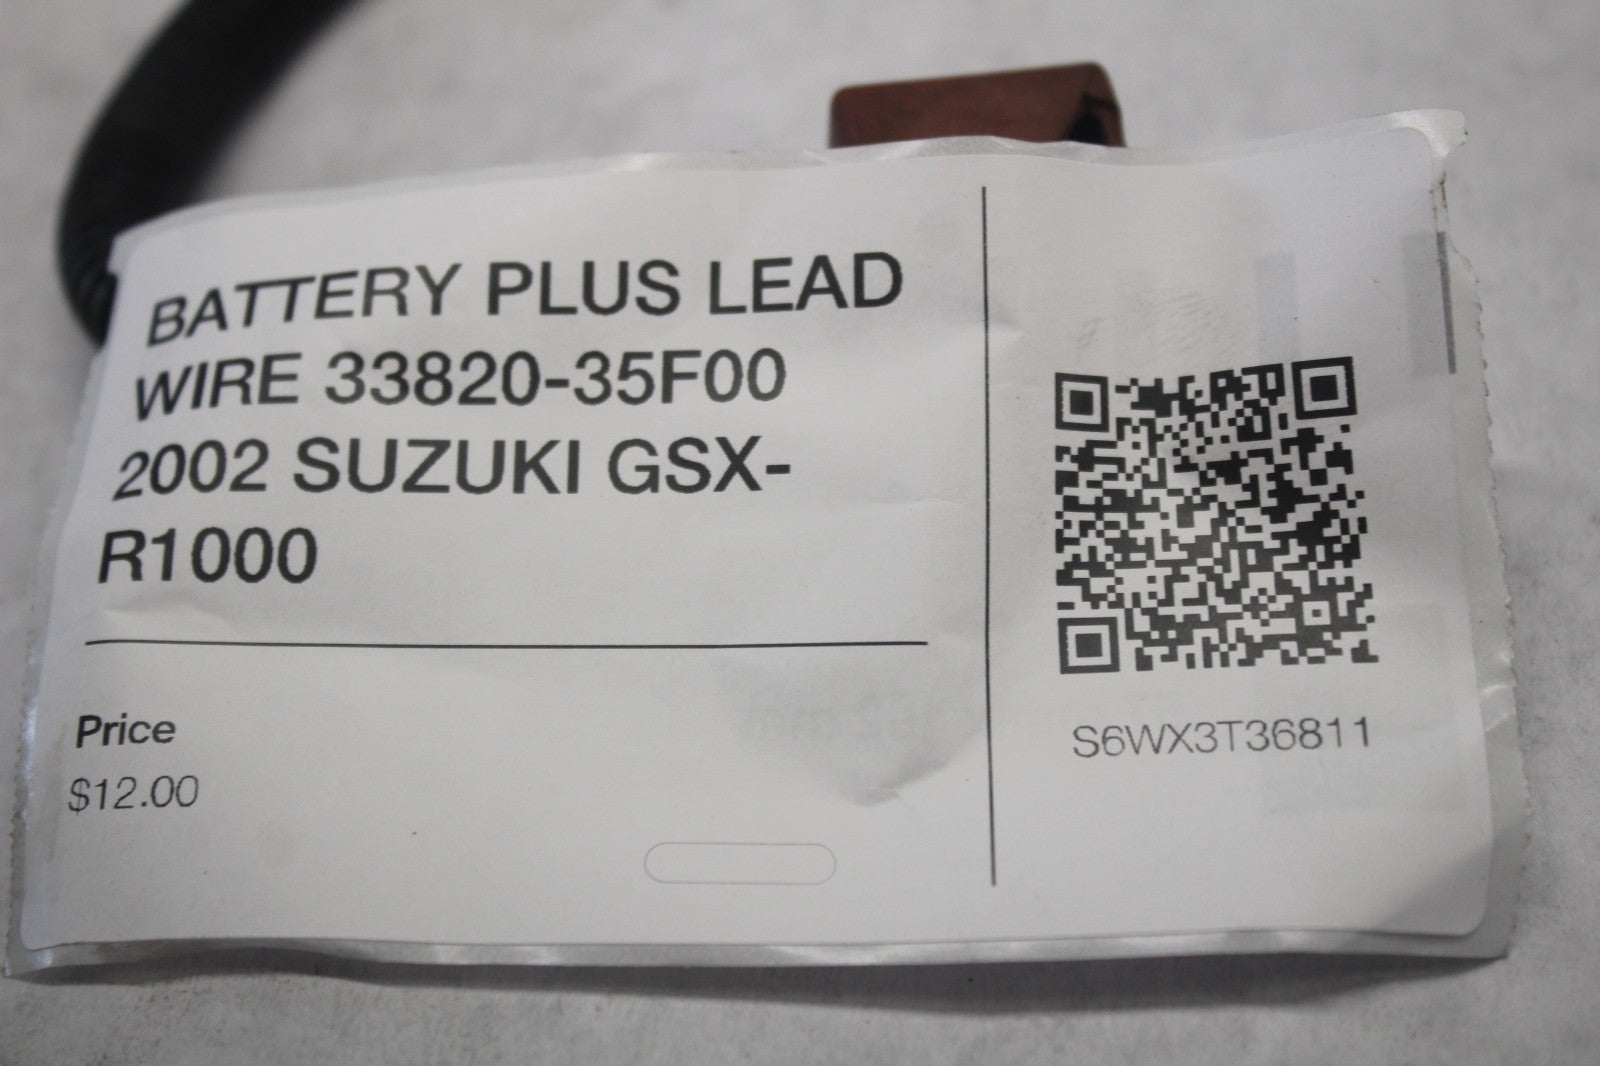 BATTERY PLUS LEAD
WIRE 33820-35F00
2002 SUZUKI GSX-
R1000
Price
$12.00
S6WX3T36811